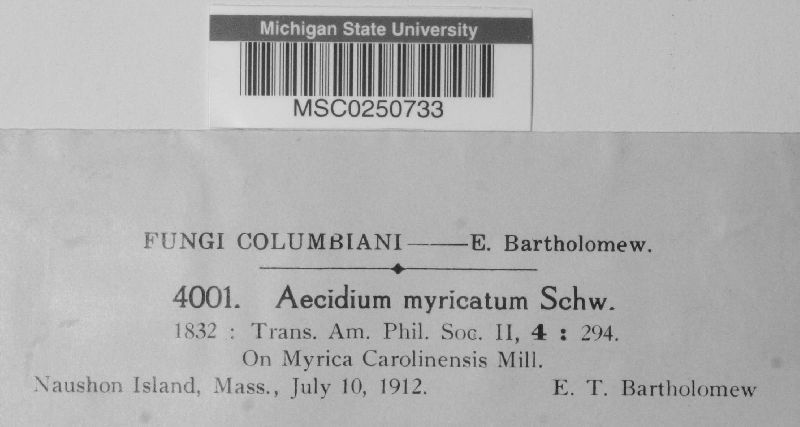 Michigan State University
MSC0250733
FUNGI COLUMBIANI——E. Bartholomew.
4001. Aecidium myricatum Schw.
1832 : Trans. Am. Phil. Soc. II, 4 : 294.
On Myrica Carolinensis Mill.
Naushon Island, Mass., July 10, 1912. E. T. Bartholomew